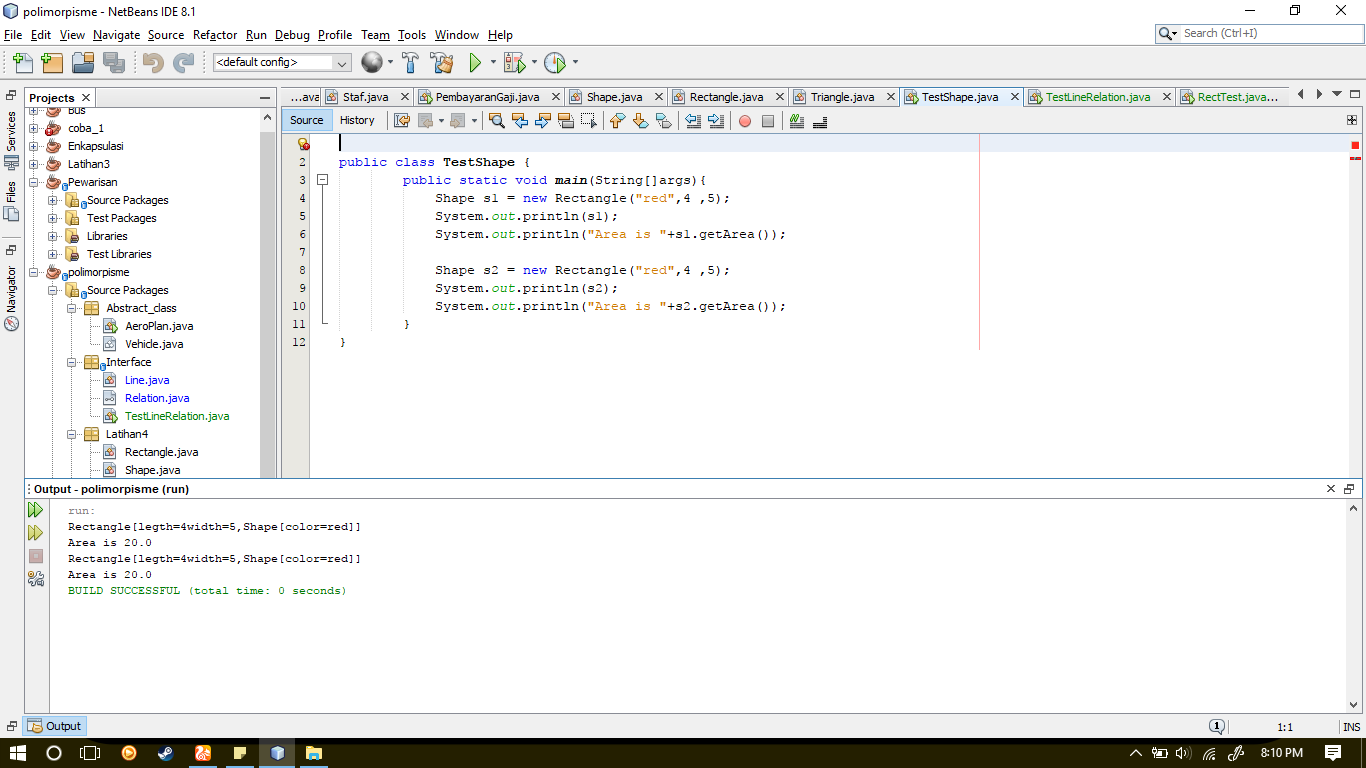 polimorpisme - NetBeans IDE 8.1
File Edit View Navigate Source Refactor Run Debug Profile Team Tools Window Help
Search (Ctrl+I)
<default config>
Projects
...ava Staf.java PembayaranGaji.java Shape.java Rectangle.java Triangle.java TestShape.java TestLineRelation.java RectTest.java...
Services
Files
Navigator
Bus
coba_1
Enkapsulasi
Latihan3
Pewarisan
Source Packages
Test Packages
Libraries
Test Libraries
polimorpisme
Source Packages
Abstract_class
AeroPlan.java
Vehicle.java
Interface
Line.java
Relation.java
TestLineRelation.java
Latihan4
Rectangle.java
Shape.java
Source History
2 public class TestShape {
3 public static void main(String[]args){
4 Shape s1 = new Rectangle("red",4 ,5);
5 System.out.println(s1);
6 System.out.println("Area is "+s1.getArea());
7
8 Shape s2 = new Rectangle("red",4 ,5);
9 System.out.println(s2);
10 System.out.println("Area is "+s2.getArea());
11 }
12 }
Output - polimorpisme (run)
run:
Rectangle[legth=4width=5,Shape[color=red]]
Area is 20.0
Rectangle[legth=4width=5,Shape[color=red]]
Area is 20.0
BUILD SUCCESSFUL (total time: 0 seconds)
Output
1
1:1
INS
8:10 PM